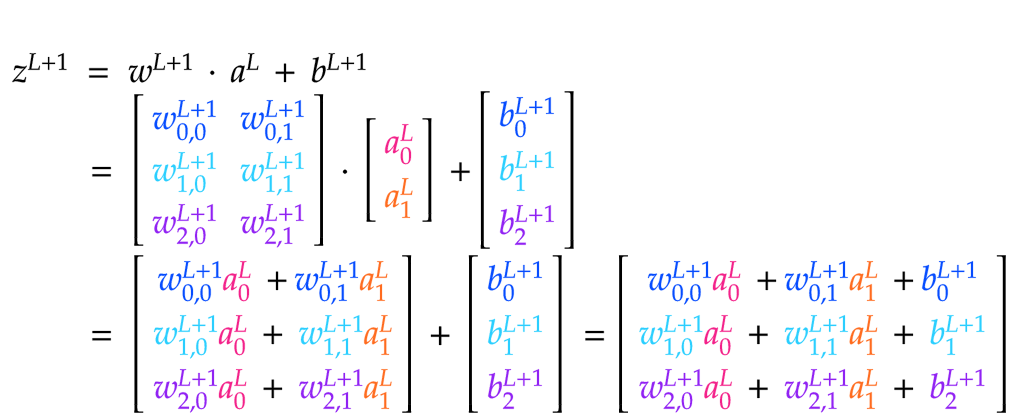 z^{L+1} = w^{L+1} · a^L + b^{L+1}
= \begin{bmatrix} w_{0,0}^{L+1} & w_{0,1}^{L+1} \\ w_{1,0}^{L+1} & w_{1,1}^{L+1} \\ w_{2,0}^{L+1} & w_{2,1}^{L+1} \end{bmatrix} · \begin{bmatrix} a_0^L \\ a_1^L \end{bmatrix} + \begin{bmatrix} b_0^{L+1} \\ b_1^{L+1} \\ b_2^{L+1} \end{bmatrix}
= \begin{bmatrix} w_{0,0}^{L+1} a_0^L + w_{0,1}^{L+1} a_1^L \\ w_{1,0}^{L+1} a_0^L + w_{1,1}^{L+1} a_1^L \\ w_{2,0}^{L+1} a_0^L + w_{2,1}^{L+1} a_1^L \end{bmatrix} + \begin{bmatrix} b_0^{L+1} \\ b_1^{L+1} \\ b_2^{L+1} \end{bmatrix} = \begin{bmatrix} w_{0,0}^{L+1} a_0^L + w_{0,1}^{L+1} a_1^L + b_0^{L+1} \\ w_{1,0}^{L+1} a_0^L + w_{1,1}^{L+1} a_1^L + b_1^{L+1} \\ w_{2,0}^{L+1} a_0^L + w_{2,1}^{L+1} a_1^L + b_2^{L+1} \end{bmatrix}